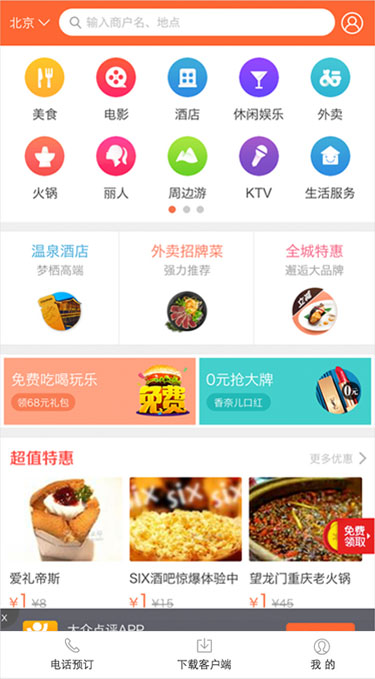 北京
输入商户名、地点
美食 电影 酒店 休闲娱乐 外卖
火锅 丽人 周边游 KTV 生活服务
温泉酒店 外卖招牌菜 全城特惠
梦栖高端 强力推荐 邂逅大品牌
立减
免费吃喝玩乐 0元抢大牌
领68元礼包 香奈儿口红
免费 0元
超值特惠 更多优惠
six six
免费
领取
爱礼帝斯 SIX酒吧惊爆体验中 望龙门重庆老火锅
¥1 ¥8 ¥1 ¥15 ¥1 ¥45
x 大众点评APP
电话预订 下载客户端 我的